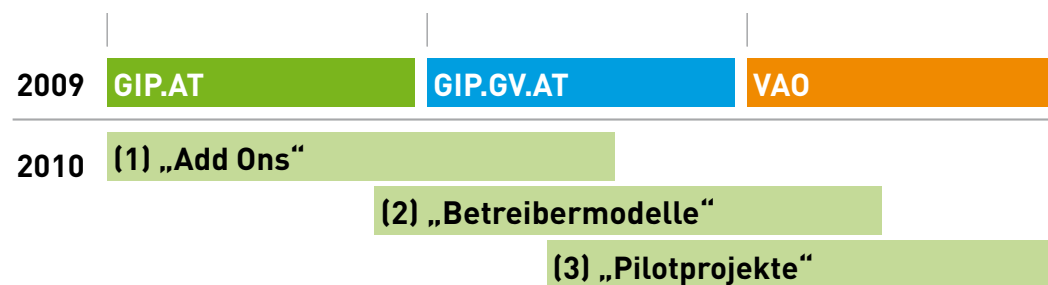 2009 GIP.AT GIP.GV.AT VAO
2010 (1) „Add Ons“
(2) „Betreibermodelle“
(3) „Pilotprojekte“